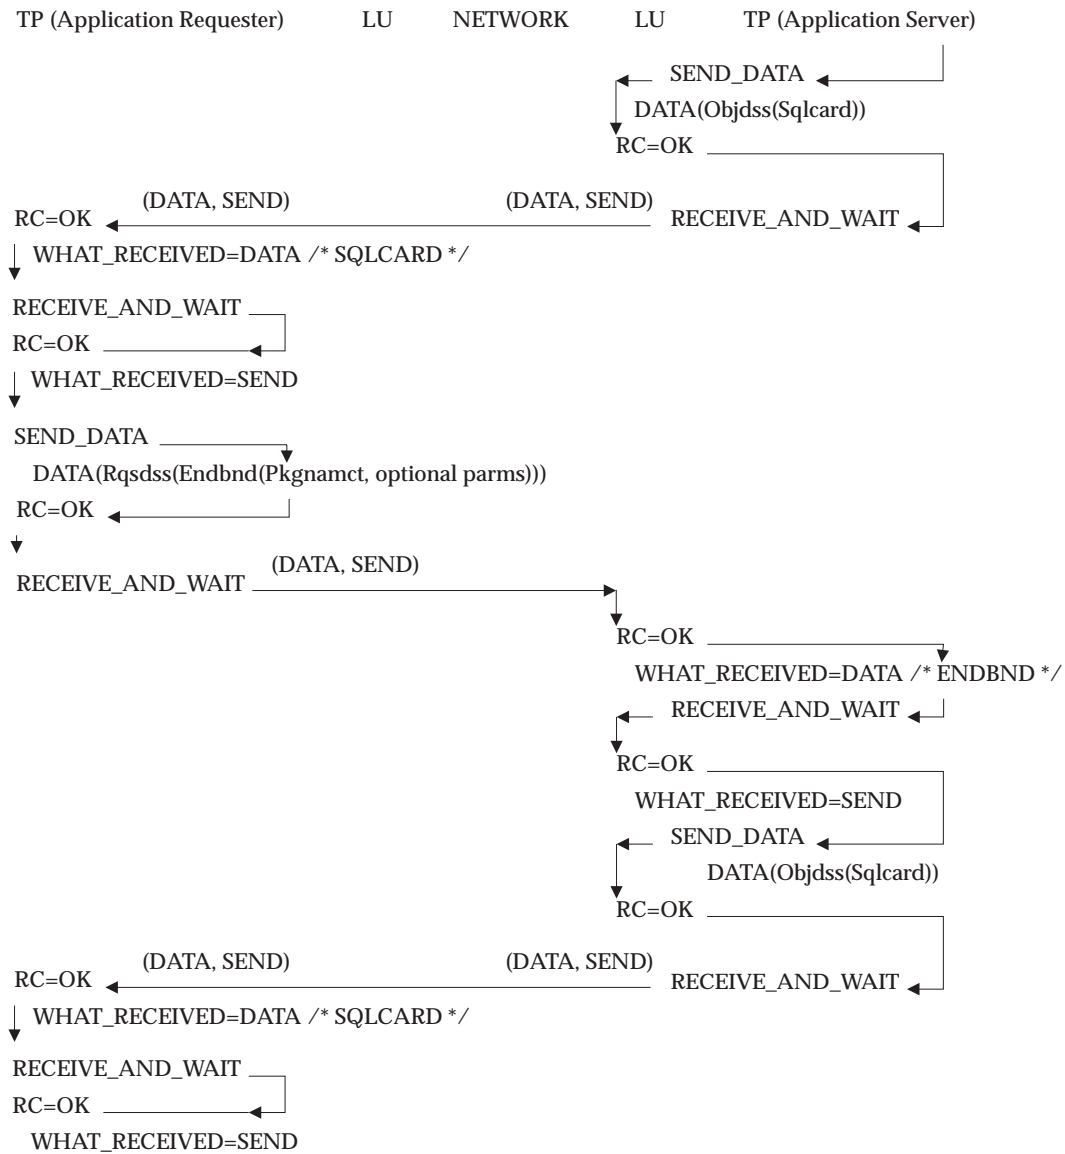 TP (Application Requester) LU NETWORK LU TP (Application Server)
SEND_DATA
DATA(Objdss(Sqlcard))
RC=OK
(DATA, SEND) (DATA, SEND)
RC=OK RECEIVE_AND_WAIT
WHAT_RECEIVED=DATA /* SQLCARD */
RECEIVE_AND_WAIT
RC=OK
WHAT_RECEIVED=SEND
SEND_DATA
DATA(Rqsdss(Endbnd(Pkgnamct, optional parms)))
RC=OK
(DATA, SEND)
RECEIVE_AND_WAIT
RC=OK
WHAT_RECEIVED=DATA /* ENDBND */
RECEIVE_AND_WAIT
RC=OK
WHAT_RECEIVED=SEND
SEND_DATA
DATA(Objdss(Sqlcard))
RC=OK
(DATA, SEND) (DATA, SEND)
RC=OK RECEIVE_AND_WAIT
WHAT_RECEIVED=DATA /* SQLCARD */
RECEIVE_AND_WAIT
RC=OK
WHAT_RECEIVED=SEND